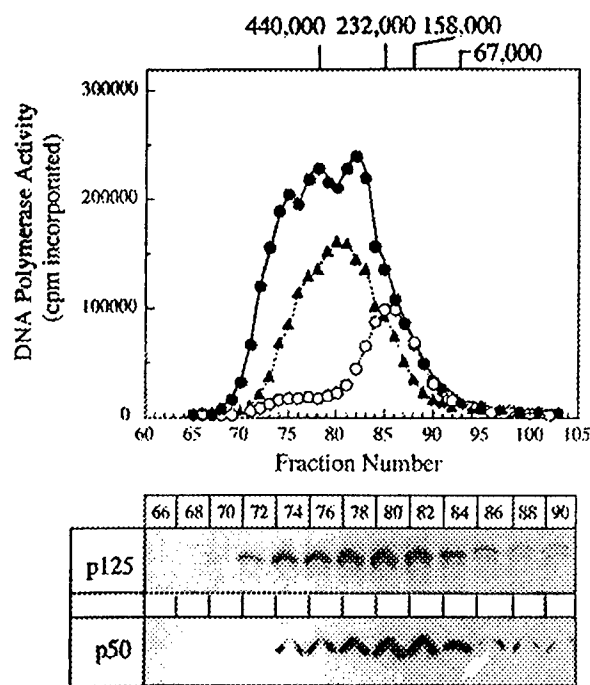 440,000 232,000 158,000
67,000
300000
200000
100000
0
DNA Polymerase Activity
(cpm incorporated)
60 65 70 75 80 85 90 95 100 105
Fraction Number
66 68 70 72 74 76 78 80 82 84 86 88 90
p125
p50